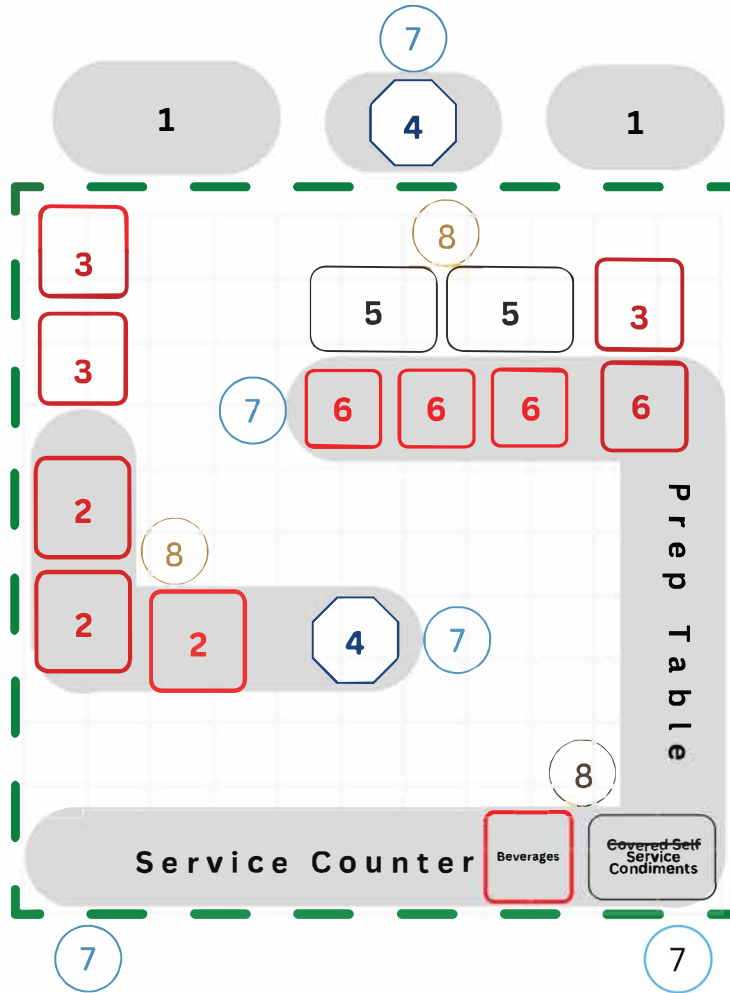 7
1 4 1
3 8
5 5 3
3
7 6 6 6 6
2
8
2 2 4 7
Prep Table
8
Service Counter
Beverages
Covered Self
Service
Condiments
7 7